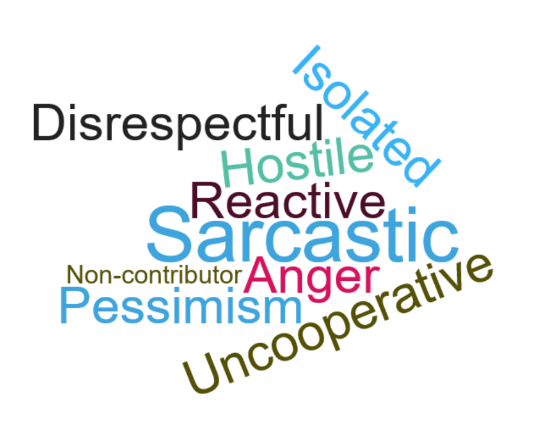 Isolated
Disrespectful
Hostile
Reactive
Sarcastic
Non-contributor
Anger
Pessimism
Uncooperative